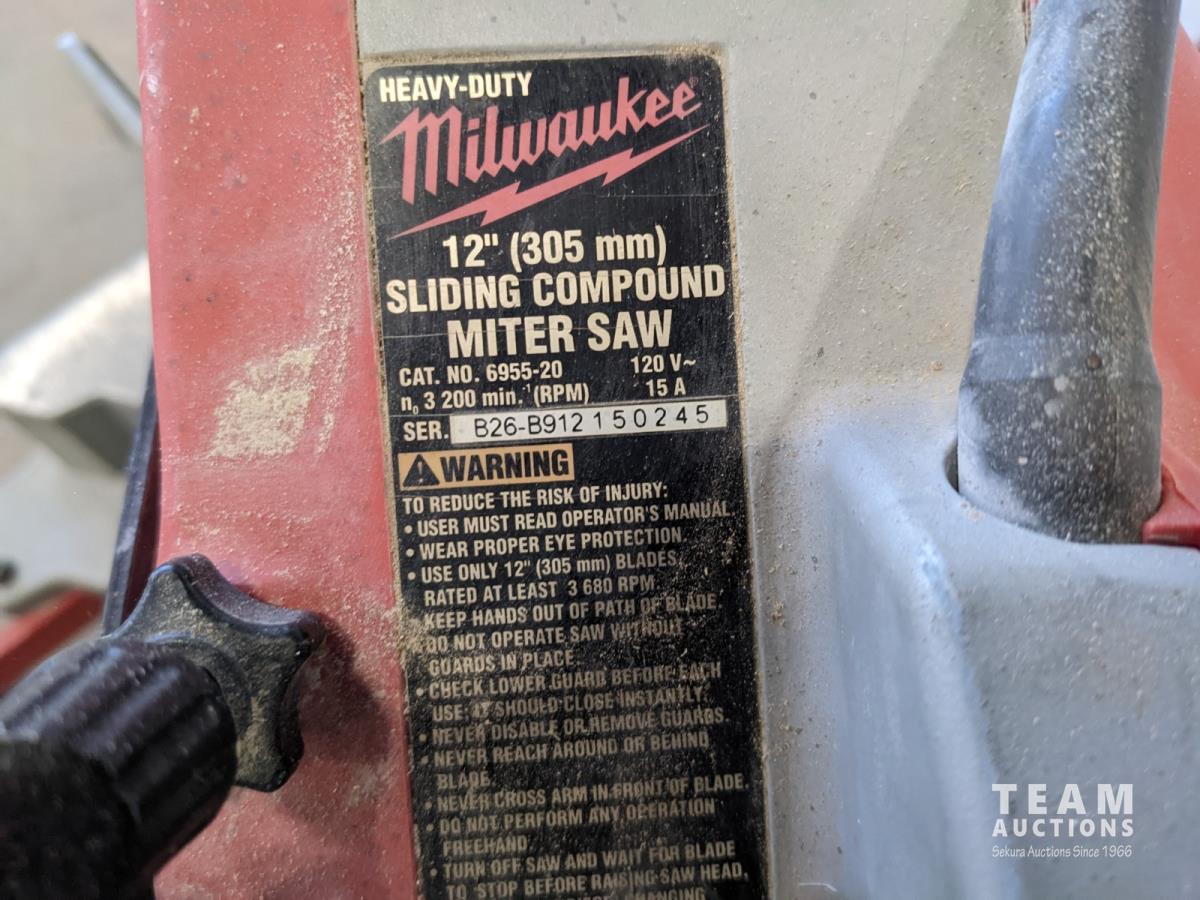 HEAVY-DUTY
Milwaukee®
12" (305 mm)
SLIDING COMPOUND
MITER SAW
CAT. NO. 6955-20 120 V~
n₀ 3 200 min.⁻¹ (RPM) 15 A
SER. B26-B912150245
WARNING
TO REDUCE THE RISK OF INJURY:
• USER MUST READ OPERATOR'S MANUAL
• WEAR PROPER EYE PROTECTION.
• USE ONLY 12" (305 mm) BLADES
RATED AT LEAST 3 680 RPM.
KEEP HANDS OUT OF PATH OF BLADE
DO NOT OPERATE SAW WITHOUT
GUARDS IN PLACE.
• CHECK LOWER GUARD BEFORE EACH
USE. IT SHOULD CLOSE INSTANTLY.
• NEVER DISABLE OR REMOVE GUARDS.
• NEVER REACH AROUND OR BEHIND
BLADE.
• NEVER CROSS ARM IN FRONT OF BLADE.
• DO NOT PERFORM ANY OPERATION
FREEHAND.
• TURN OFF SAW AND WAIT FOR BLADE
TO STOP BEFORE RAISING SAW HEAD,
CHANGING
TEAM
AUCTIONS
Sekura Auctions Since 1966